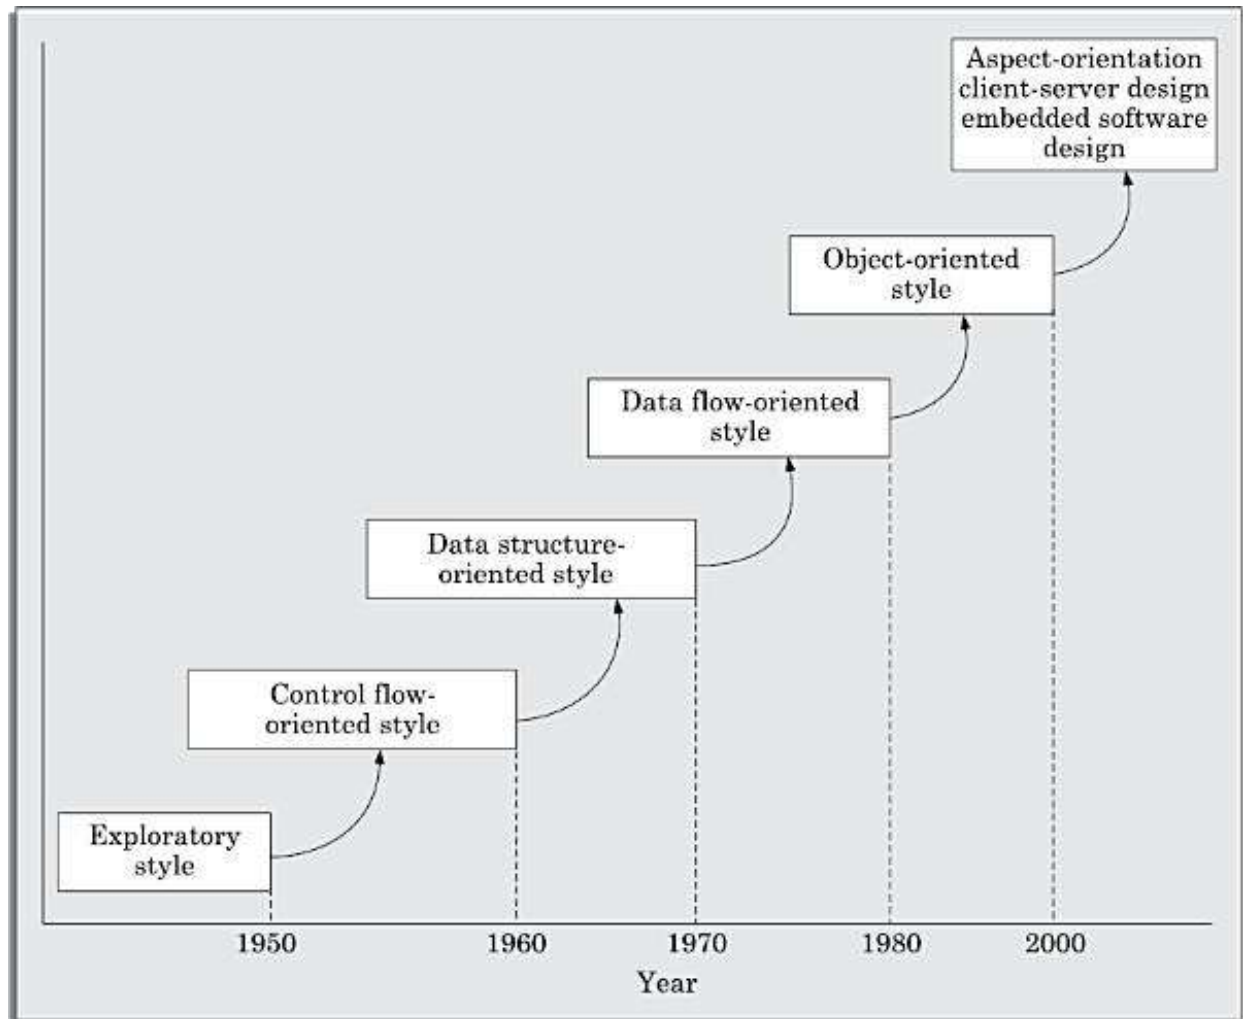 Aspect-orientation
client-server design
embedded software
design
Object-oriented
style
Data flow-oriented
style
Data structure-
oriented style
Control flow-
oriented style
Exploratory
style
1950 1960 1970 1980 2000
Year